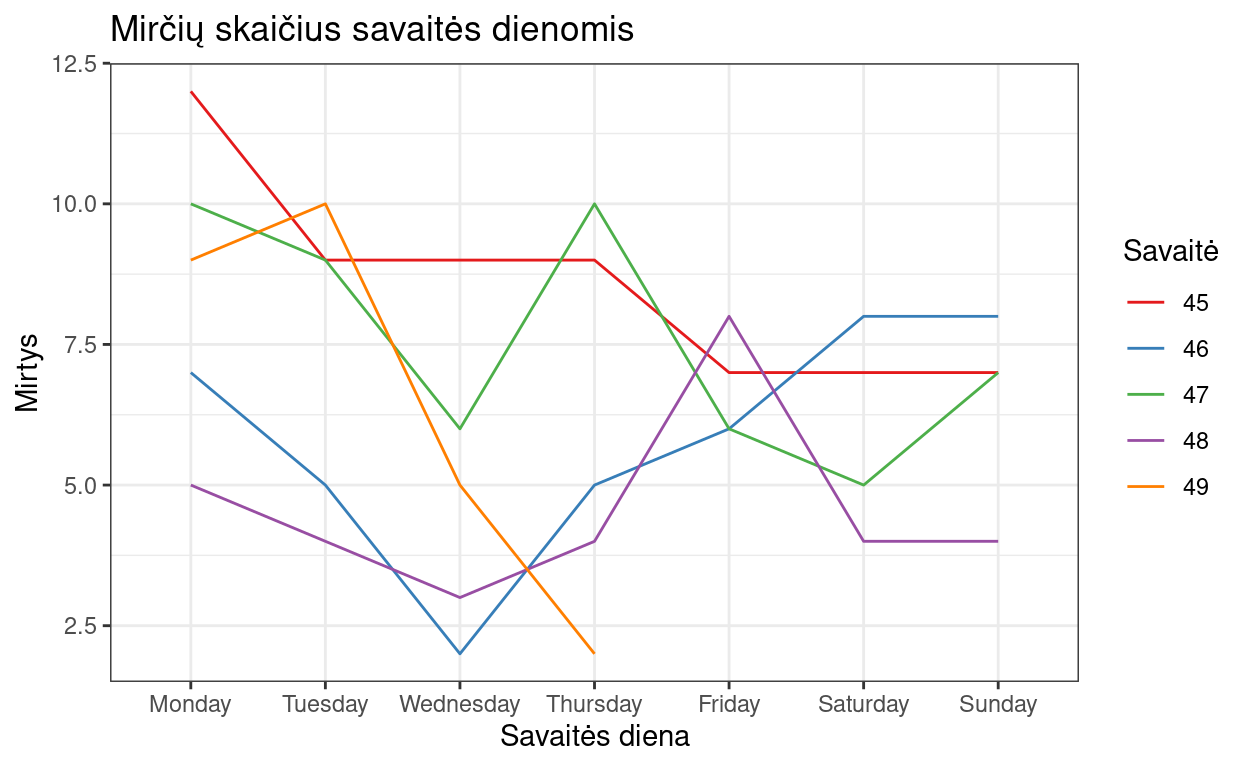 Mirčių skaičius savaitės dienomis
12.5
10.0
7.5
5.0
2.5
Mirtys
Monday Tuesday Wednesday Thursday Friday Saturday Sunday
Savaitės diena
Savaitė
45
46
47
48
49